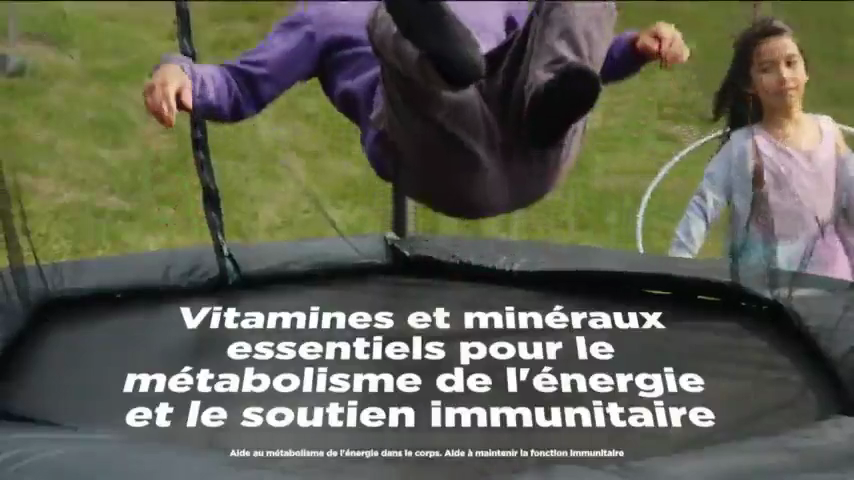 Vitamines et minéraux
essentiels pour le
métabolisme de l'énergie
et le soutien immunitaire
Aide au métabolisme de l'énergie dans le corps. Aide à maintenir la fonction immunitaire